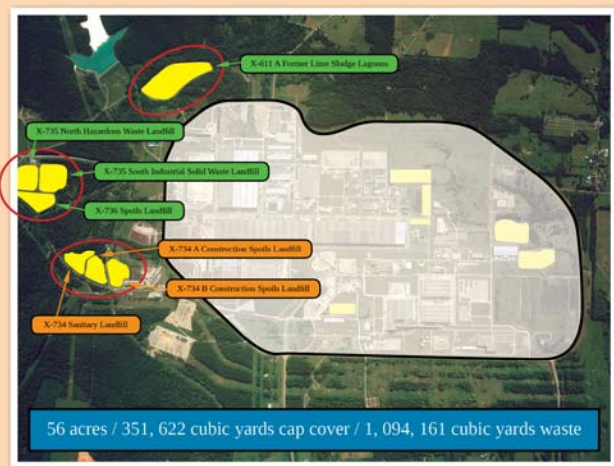 X-611 A Former Lime Sludge Lagoons
X-735 North Hazardous Waste Landfill
X-735 South Industrial Solid Waste Landfill
X-736 Spoils Landfill
X-734 A Construction Spoils Landfill
X-734 B Construction Spoils Landfill
X-734 Sanitary Landfill
56 acres / 351, 622 cubic yards cap cover / 1, 094, 161 cubic yards waste